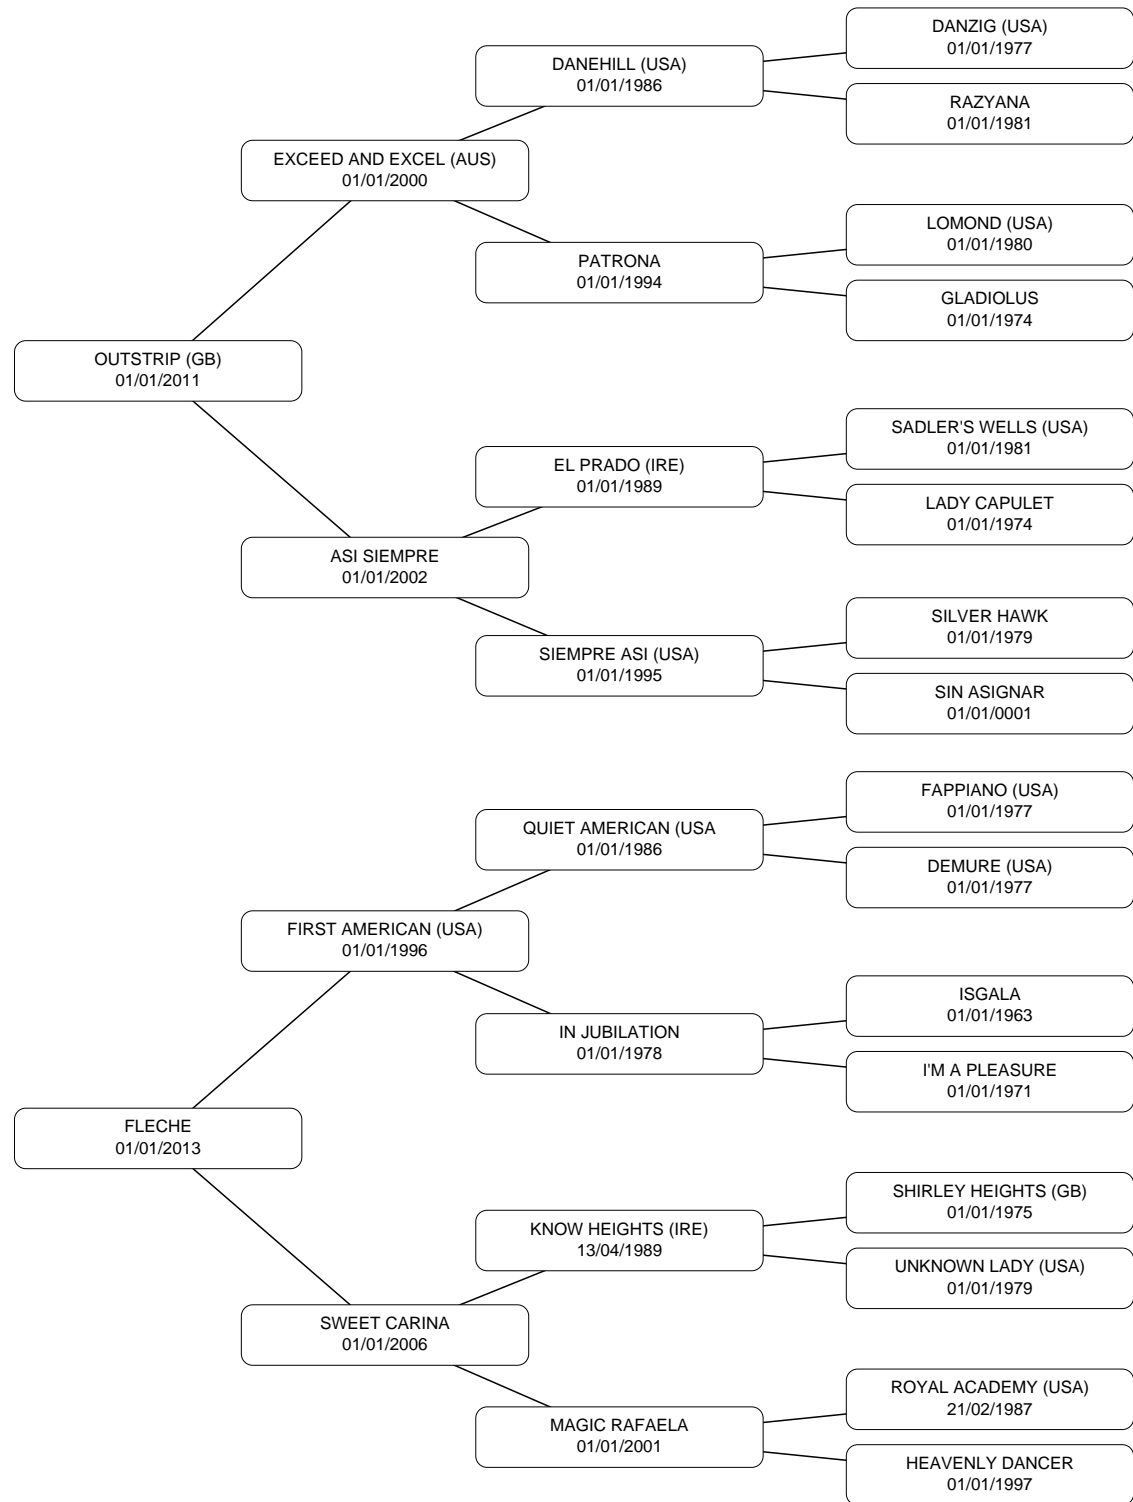 DANZIG (USA)
01/01/1977
DANEHILL (USA)
01/01/1986
RAZYANA
01/01/1981
EXCEED AND EXCEL (AUS)
01/01/2000
LOMOND (USA)
01/01/1980
PATRONA
01/01/1994
GLADIOLUS
01/01/1974
OUTSTRIP (GB)
01/01/2011
SADLER'S WELLS (USA)
01/01/1981
EL PRADO (IRE)
01/01/1989
LADY CAPULET
01/01/1974
ASI SIEMPRE
01/01/2002
SILVER HAWK
01/01/1979
SIEMPRE ASI (USA)
01/01/1995
SIN ASIGNAR
01/01/0001
FAPPIANO (USA)
01/01/1977
QUIET AMERICAN (USA
01/01/1986
DEMURE (USA)
01/01/1977
FIRST AMERICAN (USA)
01/01/1996
ISGALA
01/01/1963
IN JUBILATION
01/01/1978
I'M A PLEASURE
01/01/1971
FLECHE
01/01/2013
SHIRLEY HEIGHTS (GB)
01/01/1975
KNOW HEIGHTS (IRE)
13/04/1989
UNKNOWN LADY (USA)
01/01/1979
SWEET CARINA
01/01/2006
ROYAL ACADEMY (USA)
21/02/1987
MAGIC RAFAELA
01/01/2001
HEAVENLY DANCER
01/01/1997